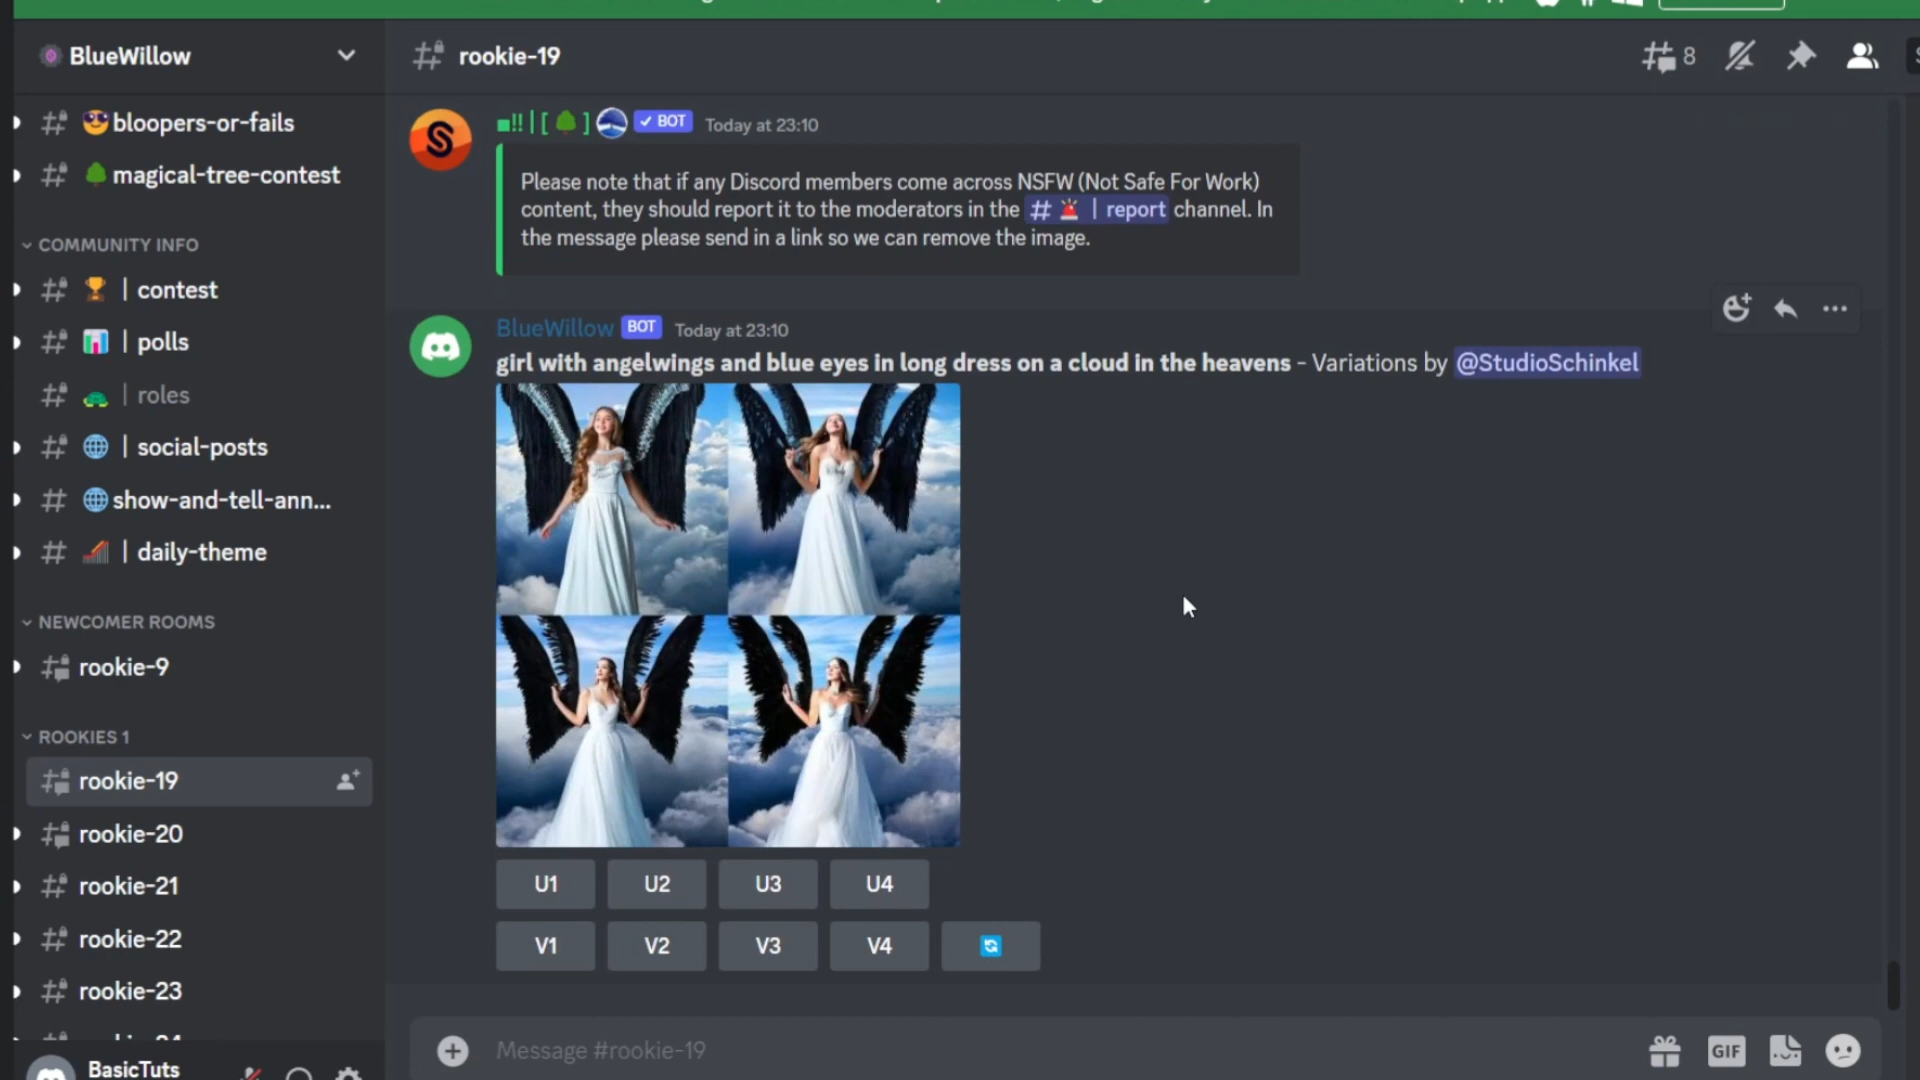 BlueWillow
bloopers-or-fails
magical-tree-contest
COMMUNITY INFO
| contest
| polls
| roles
| social-posts
show-and-tell-ann...
| daily-theme
NEWCOMER ROOMS
rookie-9
ROOKIES 1
rookie-19
rookie-20
rookie-21
rookie-22
rookie-23
BasicTuts
rookie-19
8
!! | [ ] BOT Today at 23:10
Please note that if any Discord members come across NSFW (Not Safe For Work)
content, they should report it to the moderators in the # | report channel. In
the message please send in a link so we can remove the image.
BlueWillow BOT Today at 23:10
girl with angelwings and blue eyes in long dress on a cloud in the heavens - Variations by @StudioSchinkel
U1 U2 U3 U4
V1 V2 V3 V4
Message #rookie-19
GIF